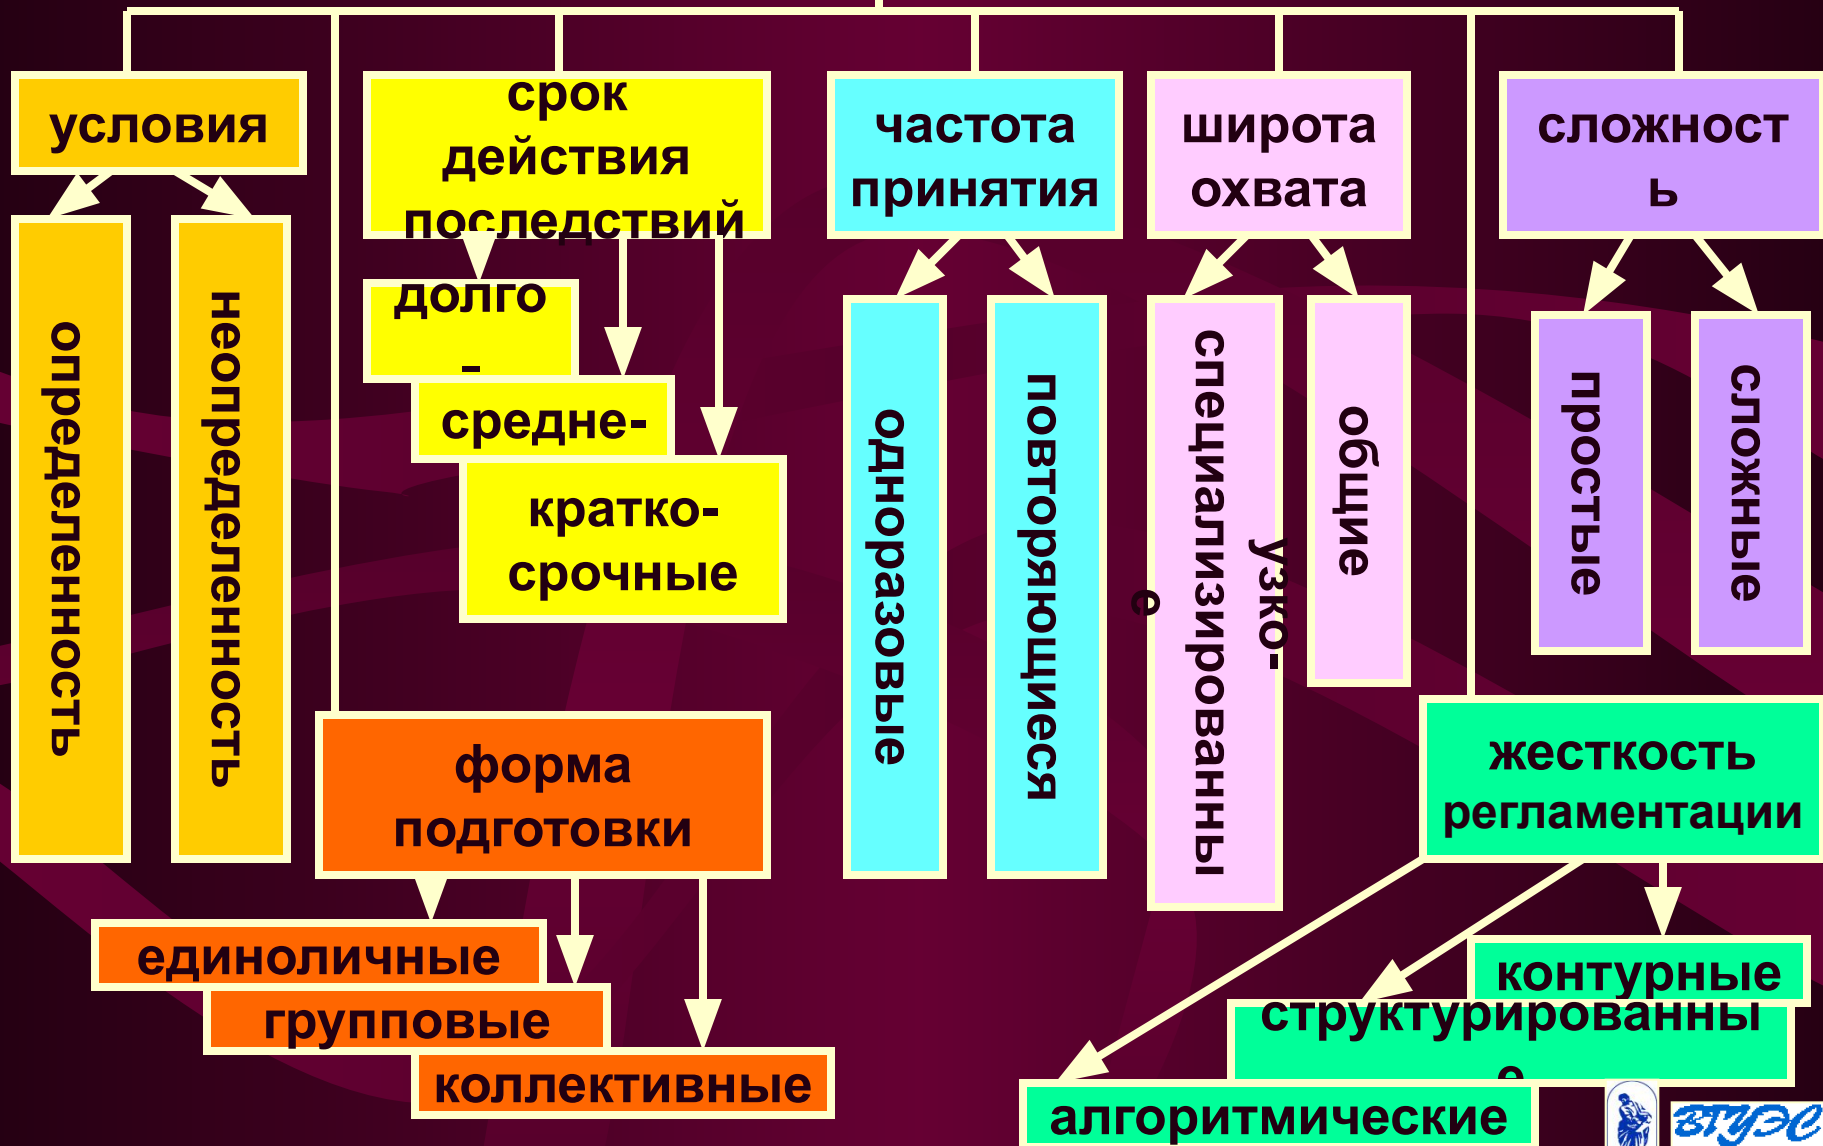 условия
определенность
неопределенность
срок
действия
последствий
долго
-
средне-
кратко-
срочные
форма
подготовки
единоличные
групповые
коллективные
частота
принятия
одноразовые
повторяющиеся
широта
охвата
узко-
специализированны
е
общие
сложност
ь
простые
сложные
жесткость
регламентации
контурные
структурированны
е
алгоритмические
ВГУЭС